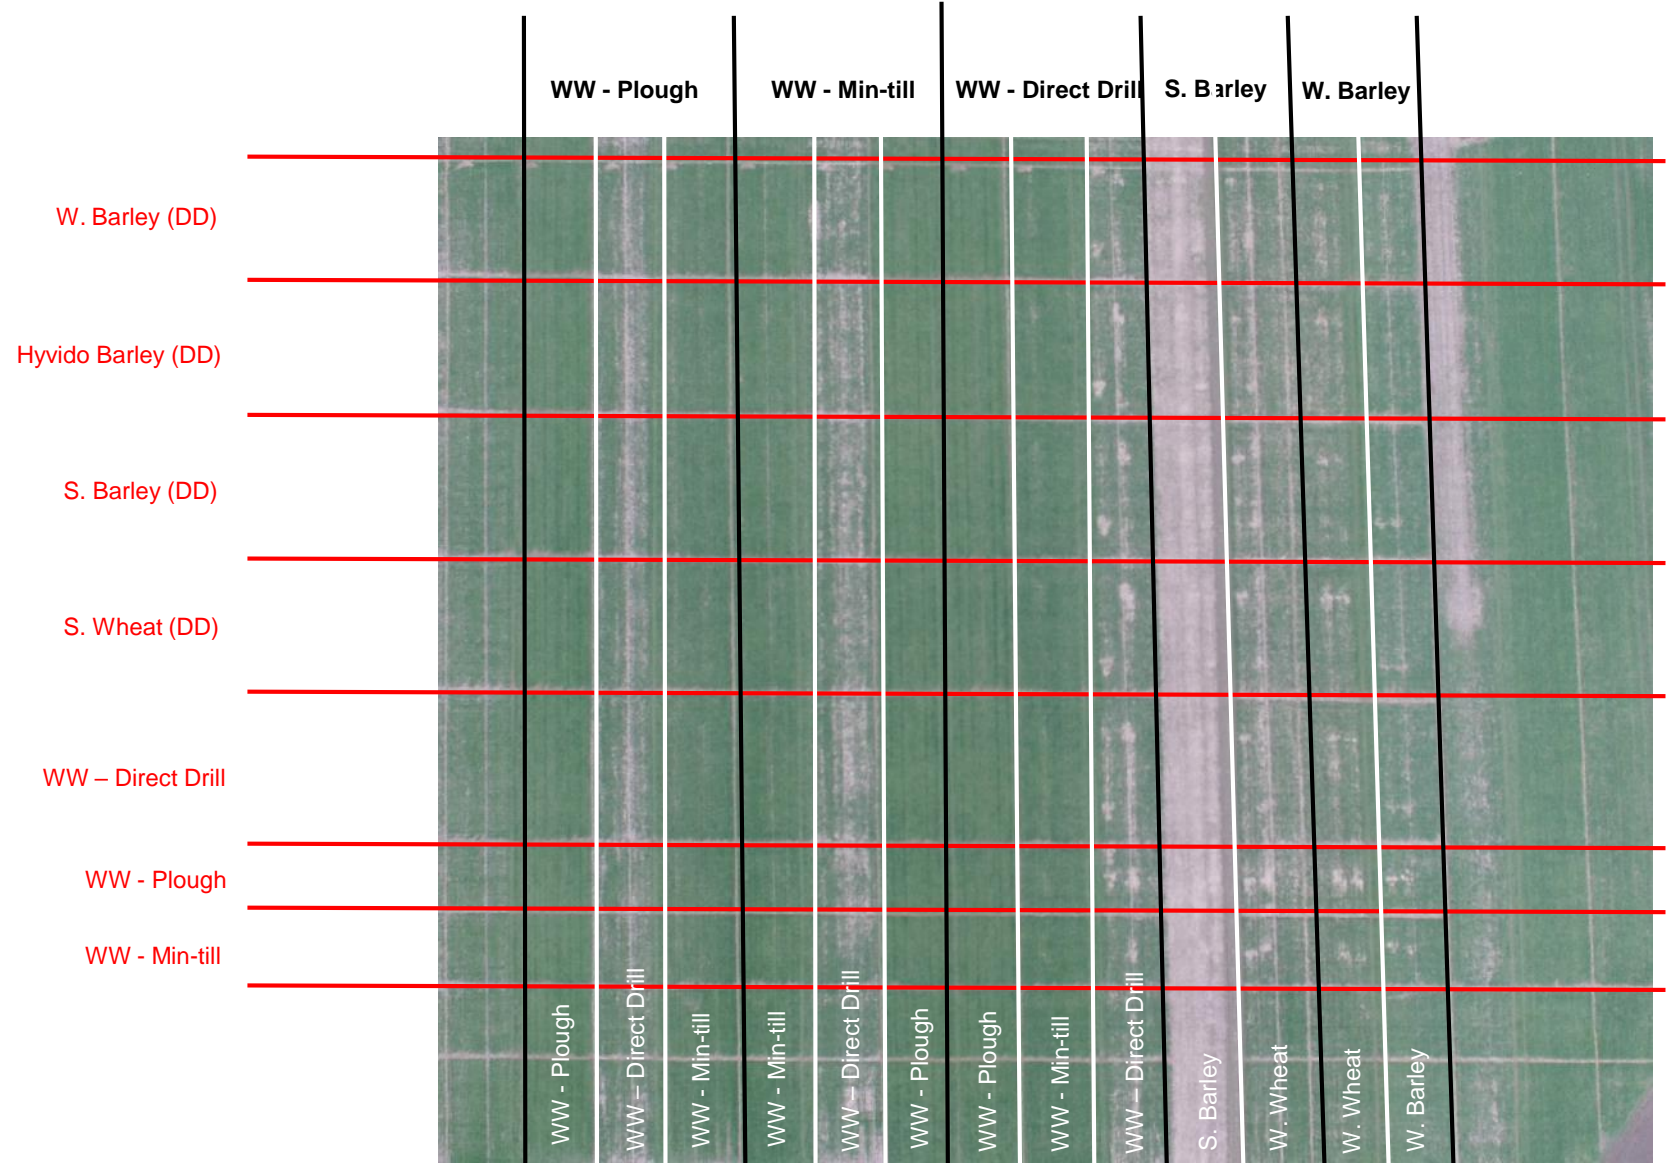 WW - Plough
WW - Min-till
WW - Direct Drill
S. Barley
W. Barley
W. Barley (DD)
Hyvido Barley (DD)
S. Barley (DD)
S. Wheat (DD)
WW – Direct Drill
WW - Plough
WW - Min-till
WW - Plough
WW – Direct Drill
WW - Min-till
WW - Min-till
WW – Direct Drill
WW - Plough
WW - Plough
WW - Min-till
WW – Direct Drill
S. Barley
W. Wheat
W. Wheat
W. Barley